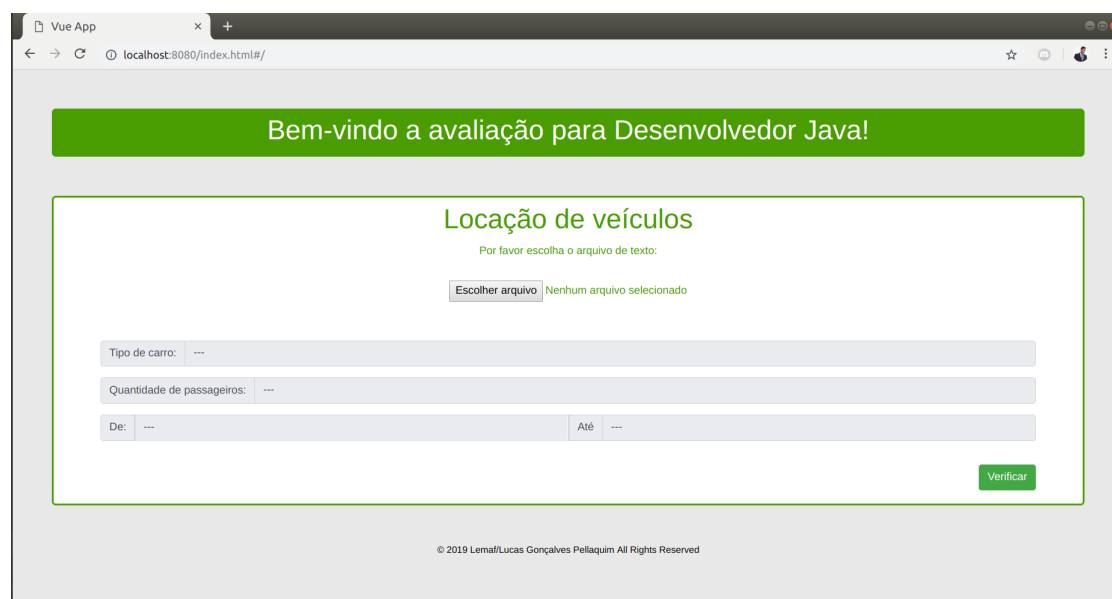 Vue App
localhost:8080/index.html#/
Bem-vindo a avaliação para Desenvolvedor Java!
Locação de veículos
Por favor escolha o arquivo de texto:
Escolher arquivo Nenhum arquivo selecionado
Tipo de carro: ---
Quantidade de passageiros: ---
De: --- Até ---
Verificar
© 2019 Lemaf/Lucas Gonçalves Pellaquim All Rights Reserved